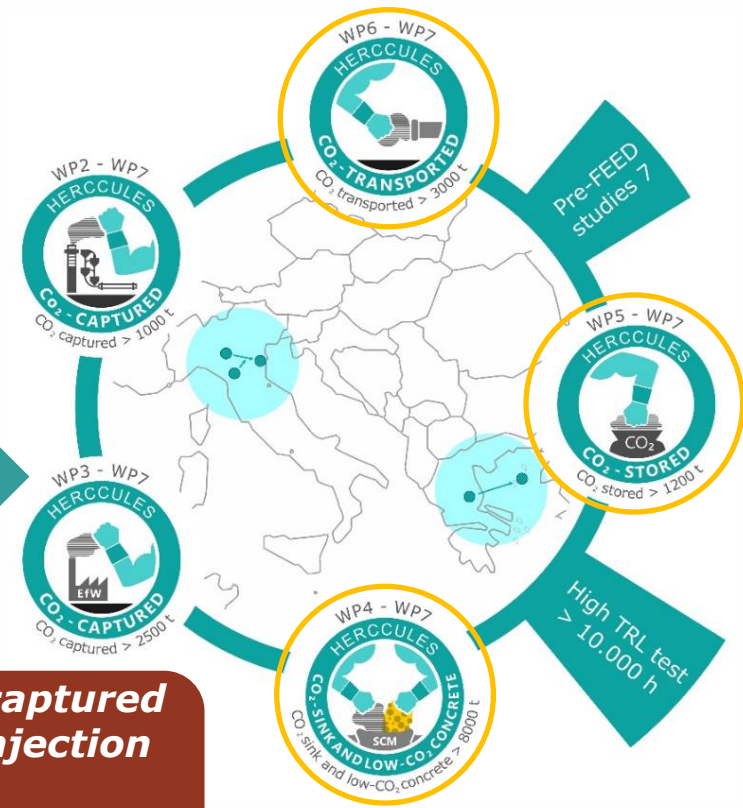 WP6 - WP7
HERCCULES
CO₂-TRANSPORTED
CO₂ transported > 3000 t
Pre-FEED
studies 7
WP2 - WP7
HERCCULES
CO₂-CAPTURED
CO₂ captured > 1000 t
WP5 - WP7
HERCCULES
CO₂
CO₂-STORED
CO₂ stored > 1200 t
WP3 - WP7
HERCCULES
EfW
CO₂-CAPTURED
CO₂ captured > 2500 t
High TRL test
> 10.000 h
WP4 - WP7
HERCCULES
SCM
CO₂-SINK AND LOW-CO₂ CONCRETE
CO₂ sink and low-CO₂ concrete > 8000 t
captured
njection